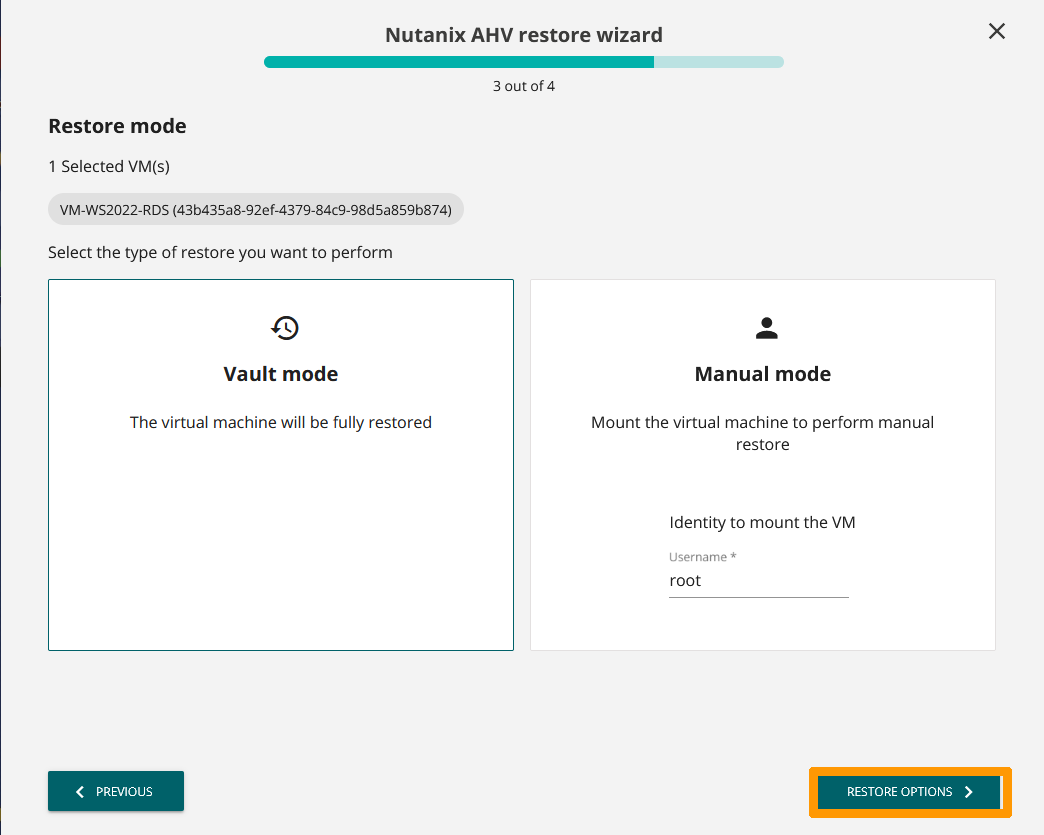 Nutanix AHV restore wizard
3 out of 4
Restore mode
1 Selected VM(s)
VM-WS2022-RDS (43b435a8-92ef-4379-84c9-98d5a859b874)
Select the type of restore you want to perform
Vault mode
The virtual machine will be fully restored
Manual mode
Mount the virtual machine to perform manual
restore
Identity to mount the VM
Username *
root
PREVIOUS
RESTORE OPTIONS